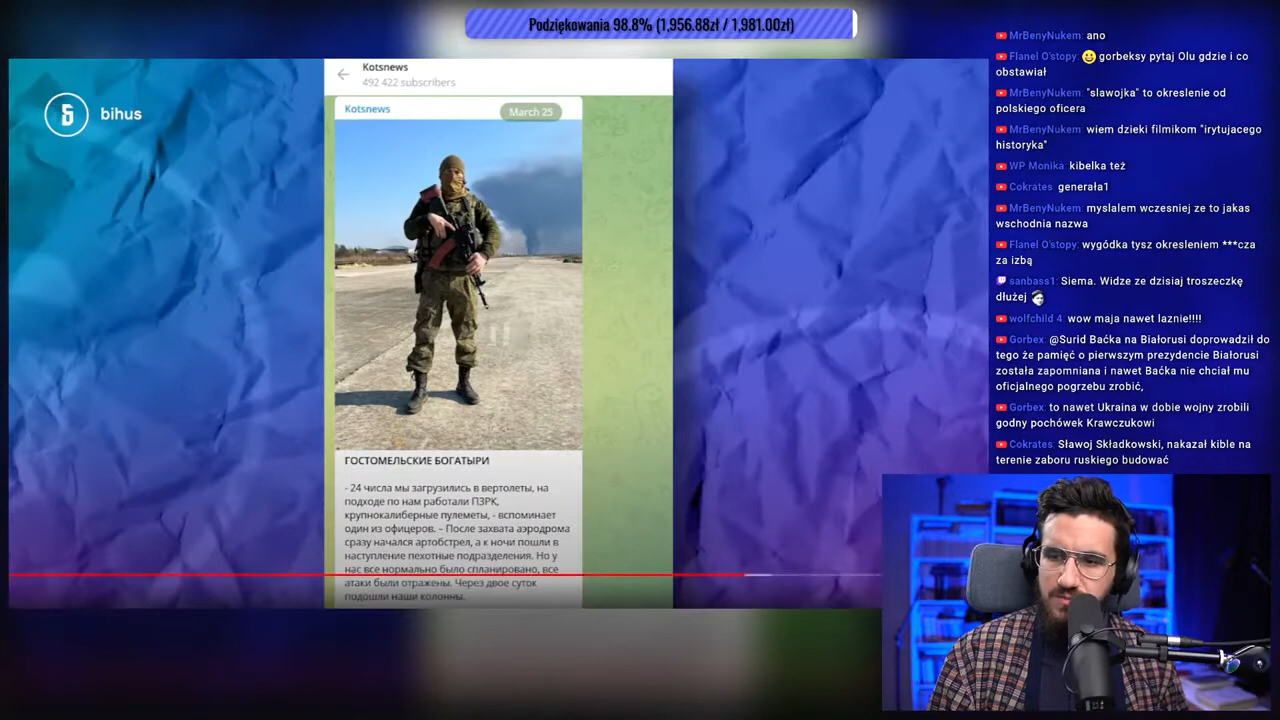 Podziękowania 98.8% (1,956.88zł / 1,981.00zł)
bihus
Kotsnews
492 422 subscribers
Kotsnews
March 25
ГОСТОМЕЛЬСКИЕ БОГАТЫРИ
- 24 числа мы загрузились в вертолеты, на
подходе по нам работали ПЗРК,
крупнокалиберные пулеметы, - вспоминает
один из офицеров. - После захвата аэродрома
сразу начался артобстрел, а к ночи пошли в
наступление пехотные подразделения. Но у
нас все нормально было спланировано, все
атаки были отражены. Через двое суток
подошли наши колонны.
MrBenyNukem: ano
Flanel O'stopy: gorbeksy pytaj Olu gdzie i co
obstawiał
MrBenyNukem: "slawojka" to okreslenie od
polskiego oficera
MrBenyNukem: wiem dzieki filmikom "irytujacego
historyka"
WP Monika: kibelka też
Cokrates: generała1
MrBenyNukem: myslalem wczesniej ze to jakas
wschodnia nazwa
Flanel O'stopy: wygódka tysz okresleniem ***cza
za izbą
sanbass1: Siema. Widze ze dzisiaj troszeczkę
dłużej
wolfchild 4: wow maja nawet laznie!!!!
Gorbex: @Surid Baćka na Białorusi doprowadził do
tego że pamięć o pierwszym prezydencie Białorusi
została zapomniana i nawet Baćka nie chciał mu
oficjalnego pogrzebu zrobić,
Gorbex: to nawet Ukraina w dobie wojny zrobili
godny pochówek Krawczukowi
Cokrates: Sławoj Składkowski, nakazał kible na
terenie zaboru ruskiego budować